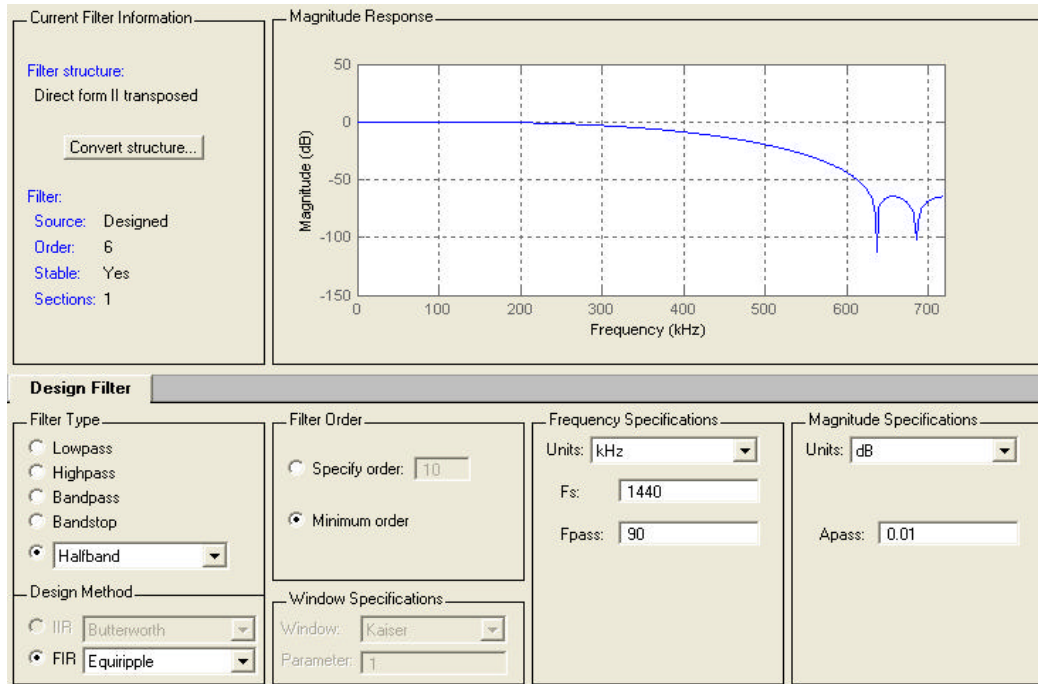 Current Filter Information
Filter structure:
Direct form II transposed
Convert structure...
Filter:
Source: Designed
Order: 6
Stable: Yes
Sections: 1
Magnitude Response
50
0
-50
-100
-150
Magnitude (dB)
0 100 200 300 400 500 600 700
Frequency (kHz)
Design Filter
Filter Type
Lowpass
Highpass
Bandpass
Bandstop
Halfband
Design Method
IIR Butterworth
FIR Equiripple
Filter Order
Specify order: 10
Minimum order
Window Specifications
Window: Kaiser
Parameter: 1
Frequency Specifications
Units: kHz
Fs: 1440
Fpass: 90
Magnitude Specifications
Units: dB
Apass: 0.01